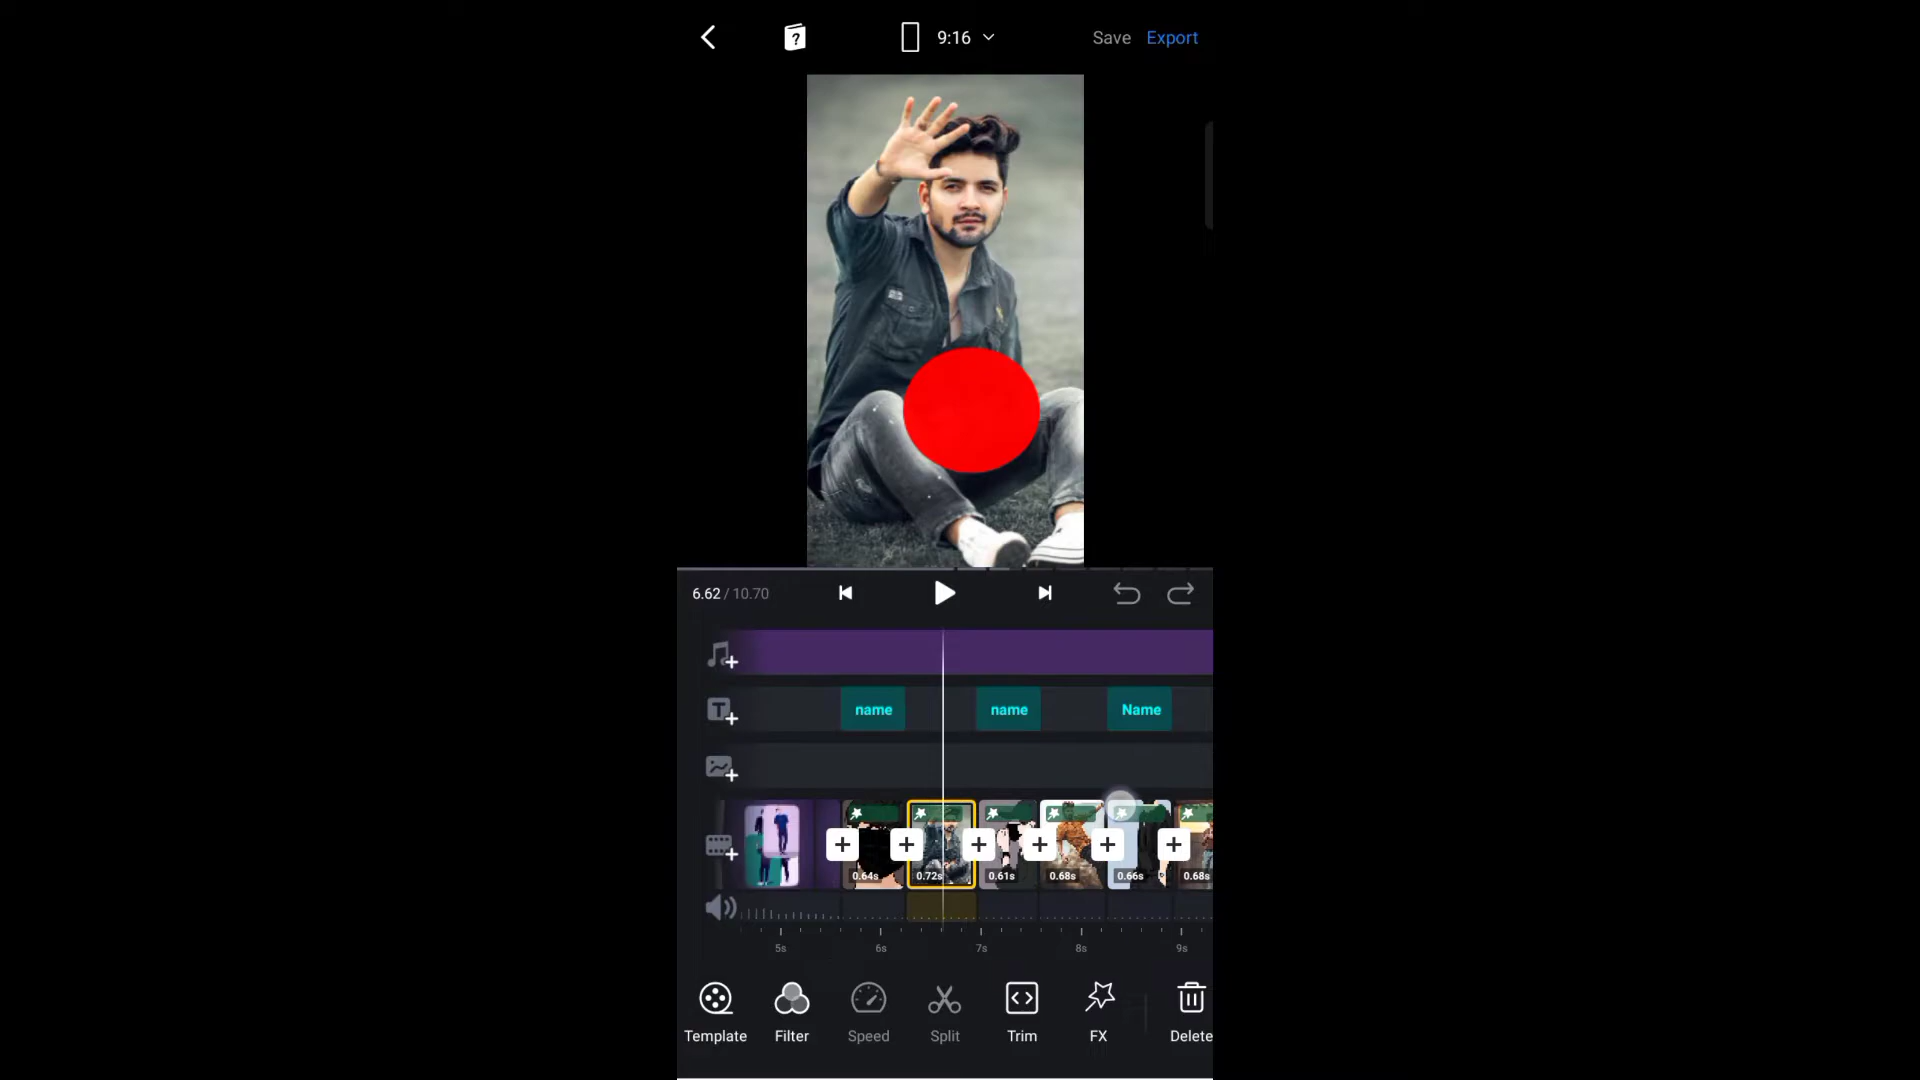 9:16
Save Export
6.62 / 10.70
name name Name
0.64s 0.72s 0.61s 0.68s 0.66s 0.68s
5s 6s 7s 8s 9s
Template Filter Speed Split Trim FX Delete